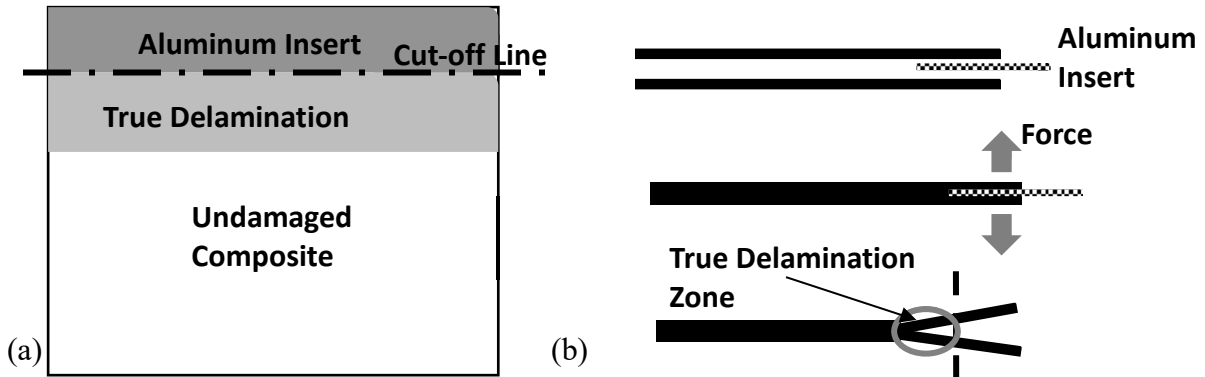 Aluminum Insert
Cut-off Line
True Delamination
Undamaged
Composite
(a)
Aluminum
Insert
Force
True Delamination
Zone
(b)